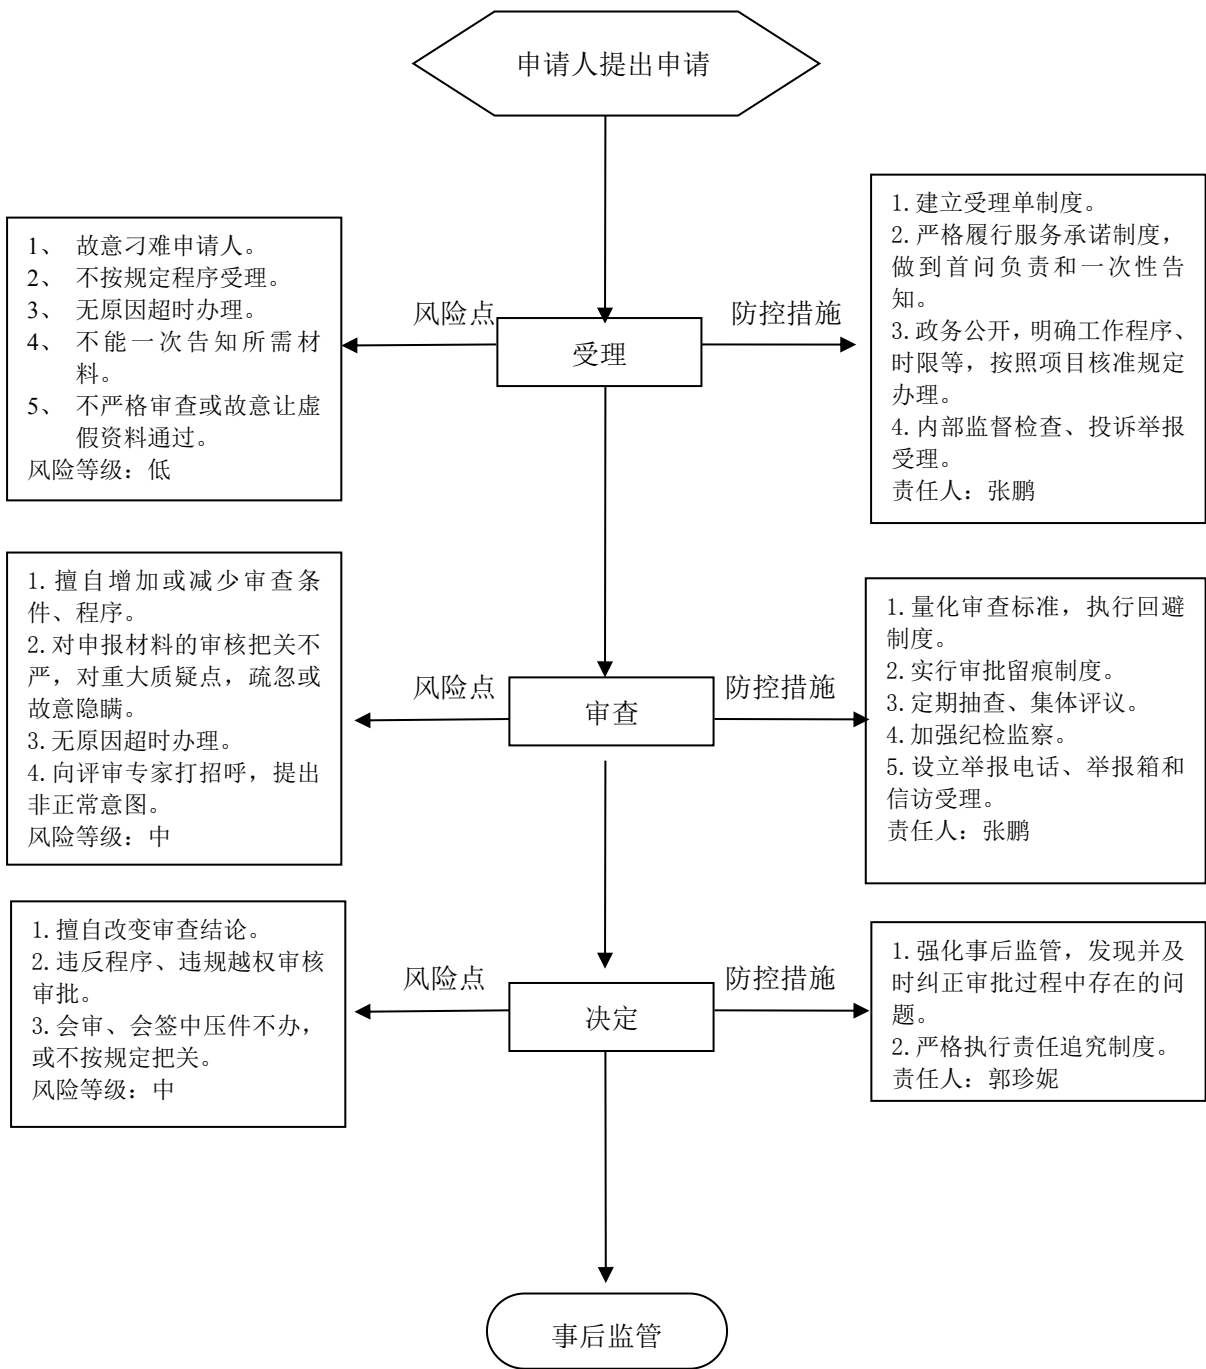 申请人提出申请
1、 故意刁难申请人。
2、 不按规定程序受理。
3、 无原因超时办理。
4、 不能一次告知所需材
料。
5、 不严格审查或故意让虚
假资料通过。
风险等级：低
风险点
受理
防控措施
1.建立受理单制度。
2.严格履行服务承诺制度，
做到首问负责和一次性告
知。
3.政务公开，明确工作程序、
时限等，按照项目核准规定
办理。
4.内部监督检查、投诉举报
受理。
责任人：张鹏
1.擅自增加或减少审查条
件、程序。
2.对申报材料的审核把关不
严，对重大质疑点，疏忽或
故意隐瞒。
3.无原因超时办理。
4.向评审专家打招呼，提出
非正常意图。
风险等级：中
风险点
审查
防控措施
1.量化审查标准，执行回避
制度。
2.实行审批留痕制度。
3.定期抽查、集体评议。
4.加强纪检监察。
5.设立举报电话、举报箱和
信访受理。
责任人：张鹏
1.擅自改变审查结论。
2.违反程序、违规越权审核
审批。
3.会审、会签中压件不办，
或不按规定把关。
风险等级：中
风险点
决定
防控措施
1.强化事后监管，发现并及
时纠正审批过程中存在的问
题。
2.严格执行责任追究制度。
责任人：郭珍妮
事后监管